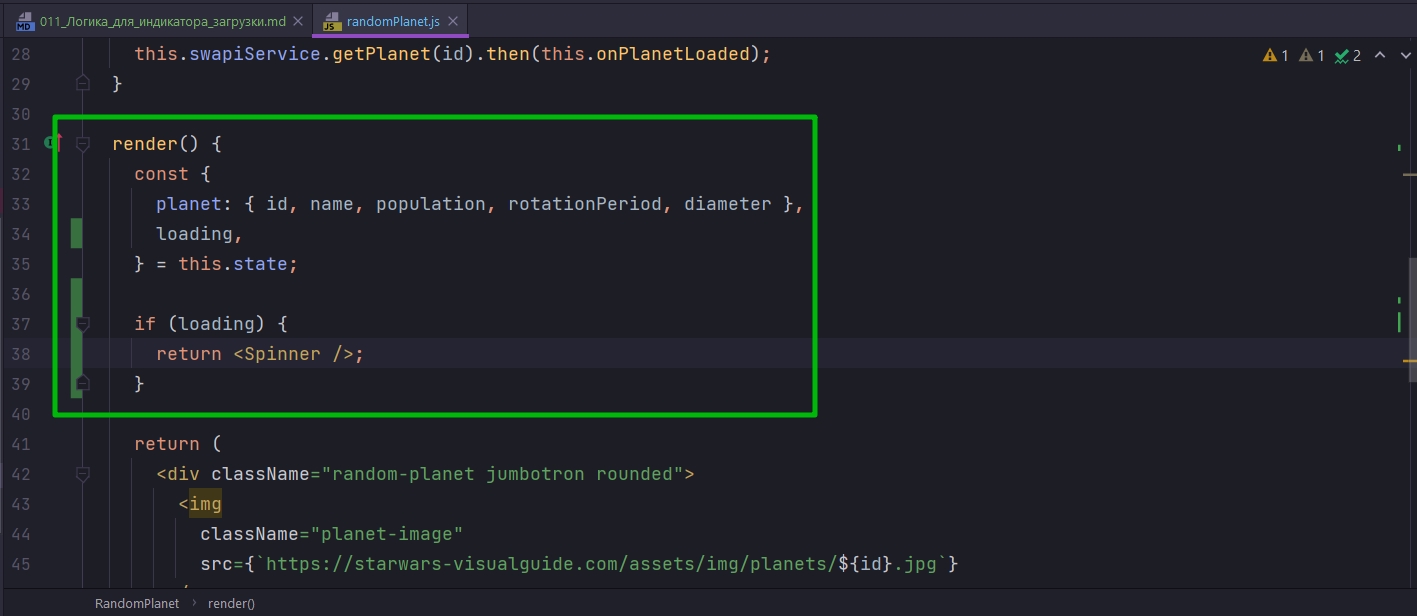 MD 011_Логика_для_индикатора_загрузки.md JS randomPlanet.js
28 this.swapiService.getPlanet(id).then(this.onPlanetLoaded); 1 1 2
29 }
30
31 render() {
32 const {
33 planet: { id, name, population, rotationPeriod, diameter },
34 loading,
35 } = this.state;
36
37 if (loading) {
38 return <Spinner />;
39 }
40
41 return (
42 <div className="random-planet jumbotron rounded">
43 <img
44 className="planet-image"
45 src={`https://starwars-visualguide.com/assets/img/planets/${id}.jpg`}
RandomPlanet › render()